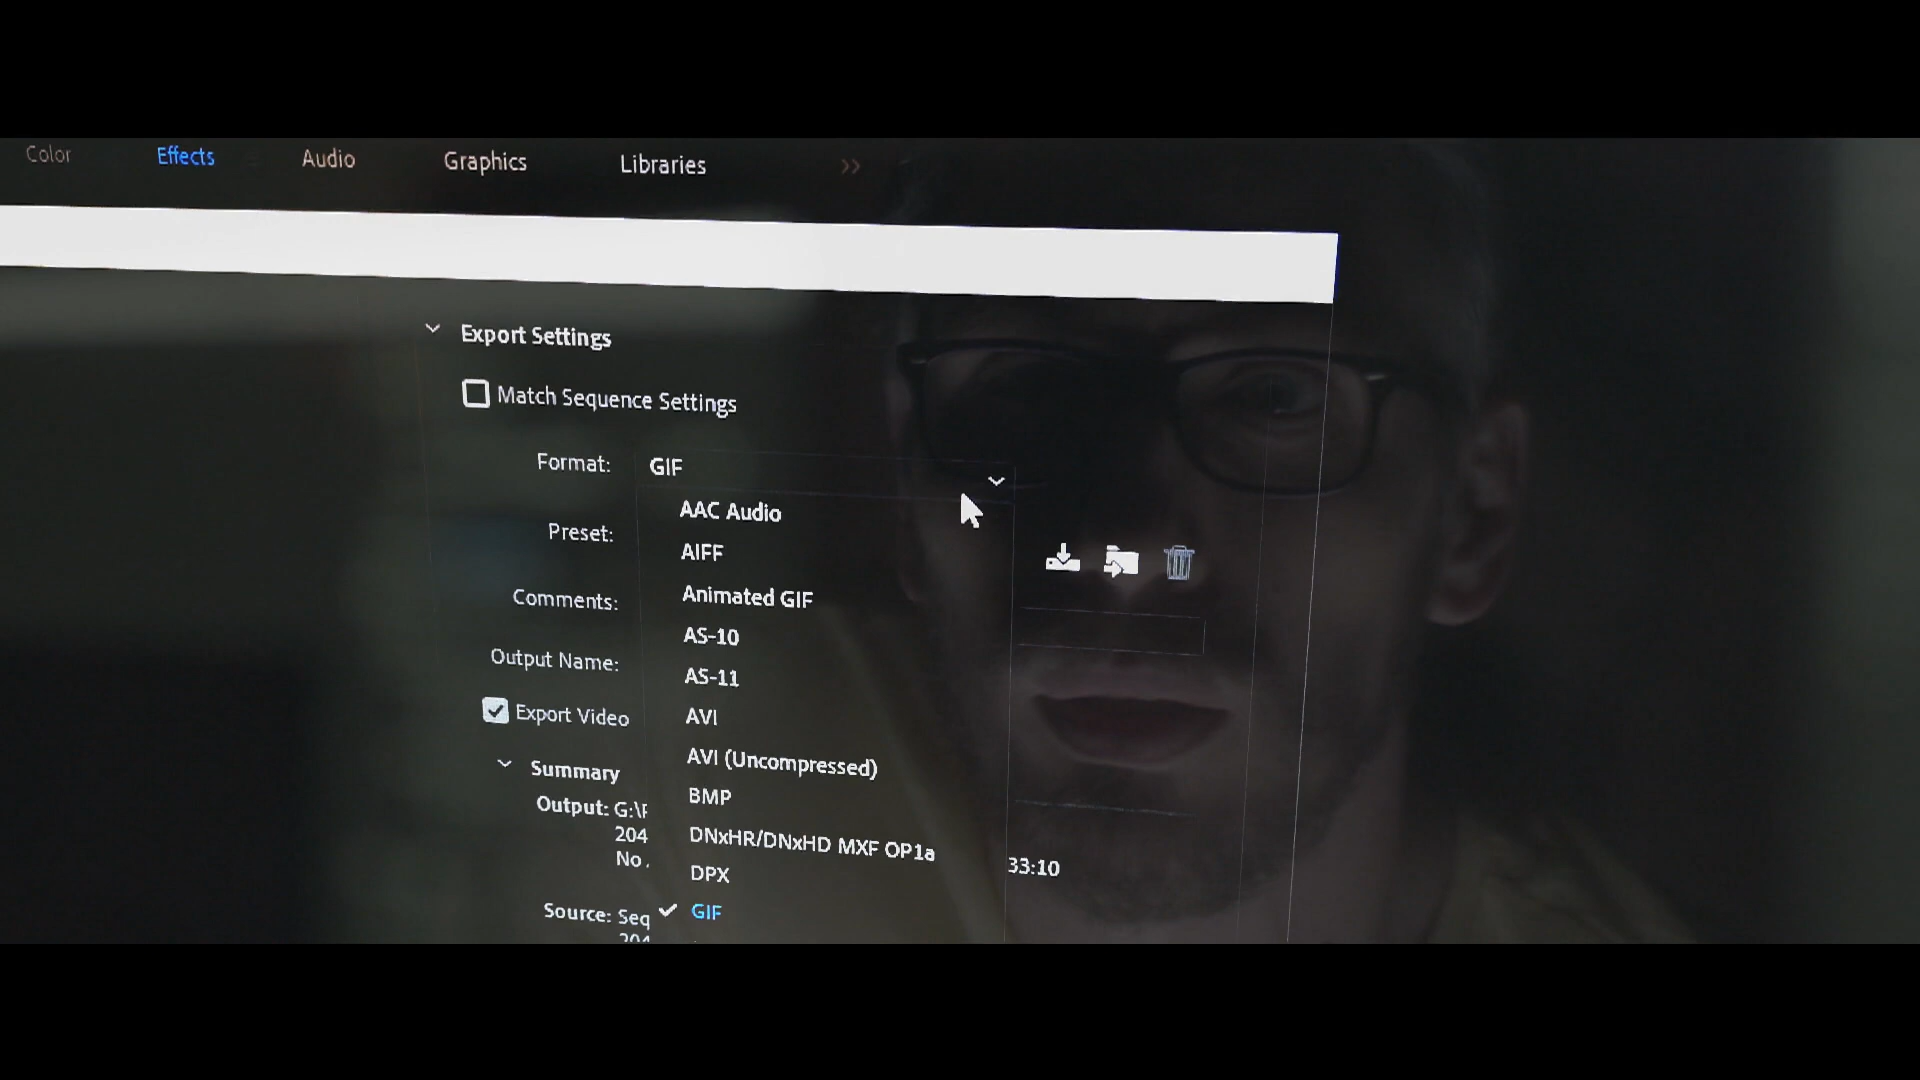 Color Effects Audio Graphics Libraries
Export Settings
Match Sequence Settings
Format: GIF
AAC Audio
Preset:
AIFF
Animated GIF
Comments:
AS-10
Output Name:
AS-11
Export Video
AVI
AVI (Uncompressed)
Summary
BMP
Output: G:\
204
DNxHR/DNxHD MXF OP1a
No
33:10
DPX
Source: Seq
GIF